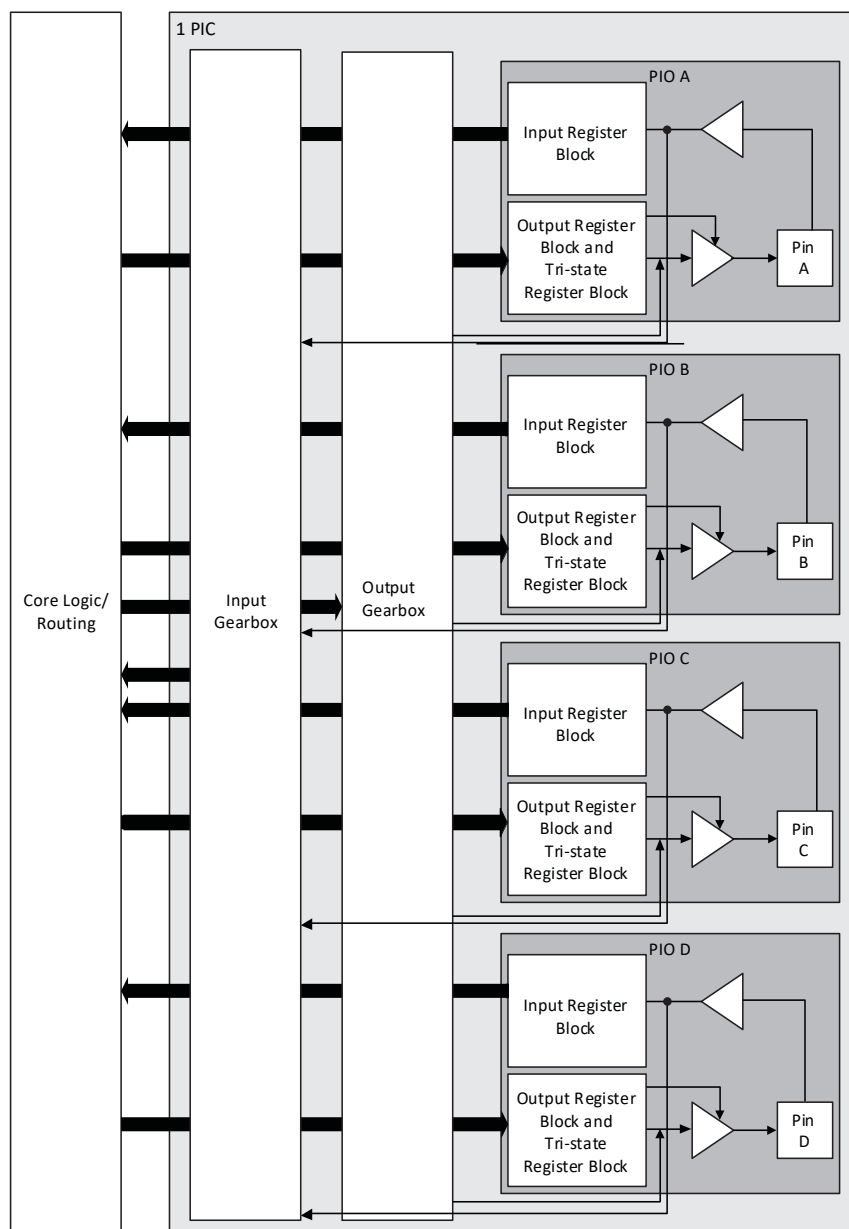 1 PIC
PIO A
Input Register
Block
Output Register
Block and
Tri-state
Register Block
Pin
A
PIO B
Input Register
Block
Output Register
Block and
Tri-state
Register Block
Pin
B
Core Logic/
Routing
Input
Gearbox
Output
Gearbox
PIO C
Input Register
Block
Output Register
Block and
Tri-state
Register Block
Pin
C
PIO D
Input Register
Block
Output Register
Block and
Tri-state
Register Block
Pin
D